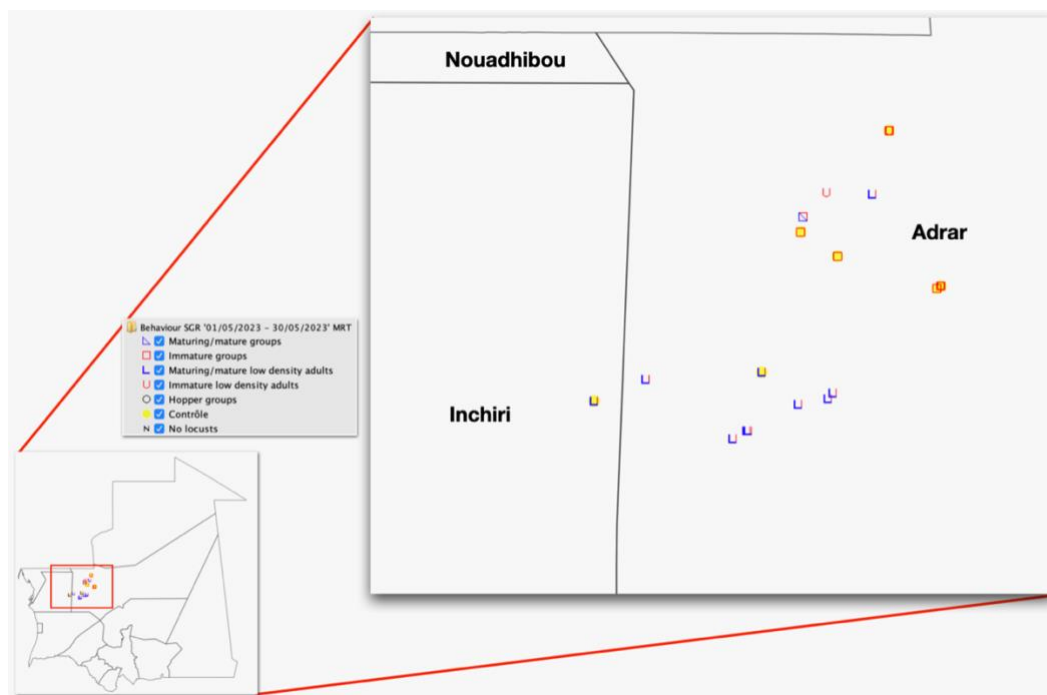 Nouadhibou
Adrar
Inchiri
Behaviour SGR '01/05/2023 - 30/05/2023' MRT
Maturing/mature groups
Immature groups
Maturing/mature low density adults
Immature low density adults
Hopper groups
Contrôle
N No locusts